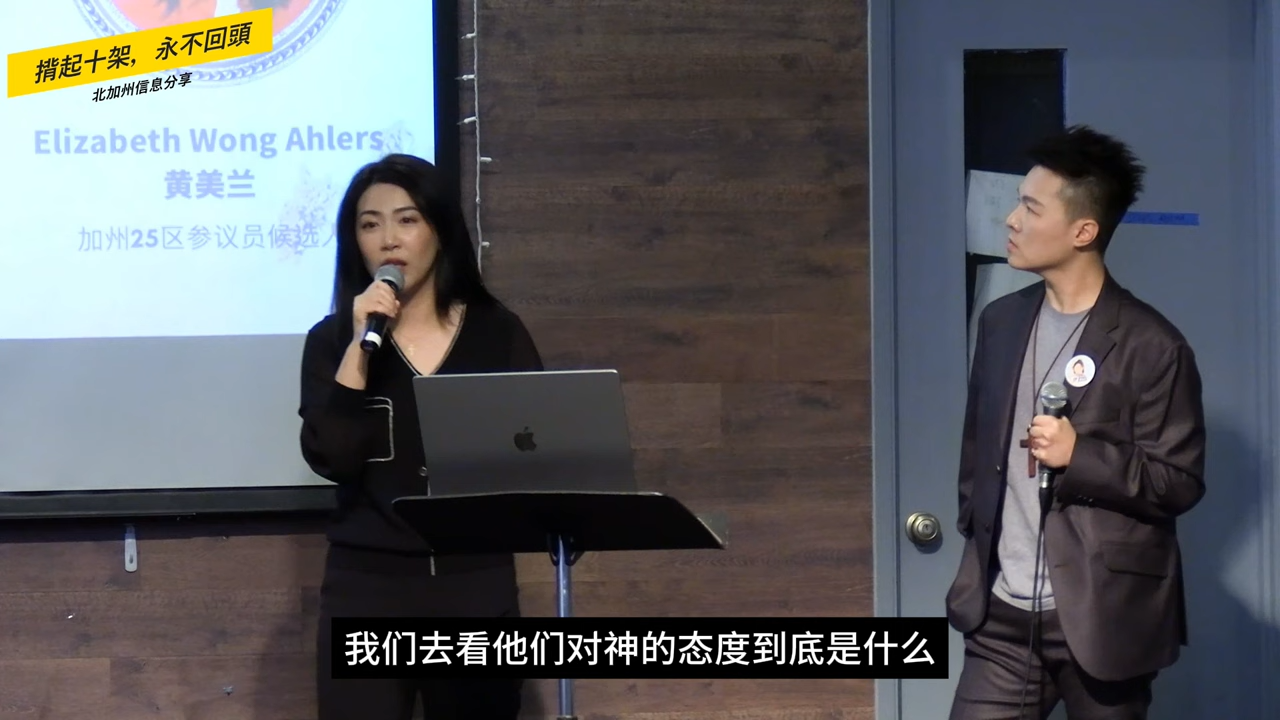 揹起十架，永不回頭
北加州信息分享
Elizabeth Wong Ahlers
黄美兰
加州25区参议员候选人
我们去看他们对神的态度到底是什么